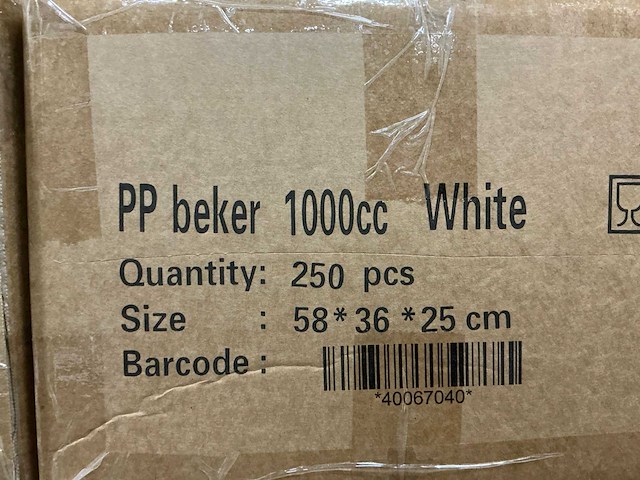 PP beker 1000cc White
Quantity: 250 pcs
Size : 58*36*25 cm
Barcode :
*40067040*